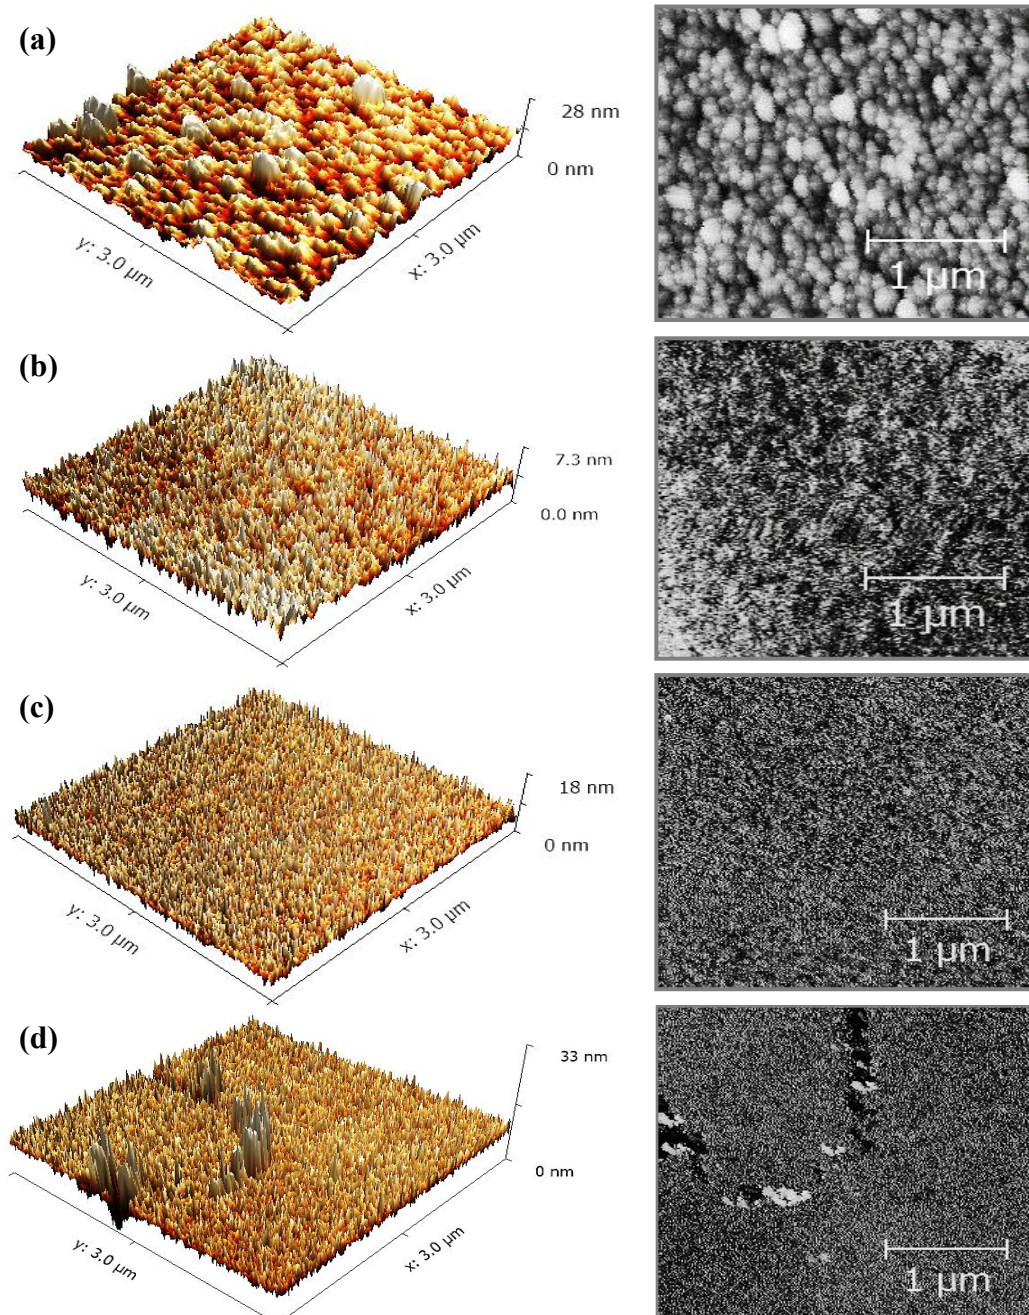 (a)
28 nm
0 nm
y: 3.0 µm
x: 3.0 µm
1 µm
(b)
7.3 nm
0.0 nm
y: 3.0 µm
x: 3.0 µm
1 µm
(c)
18 nm
0 nm
y: 3.0 µm
x: 3.0 µm
1 µm
(d)
33 nm
0 nm
y: 3.0 µm
x: 3.0 µm
1 µm